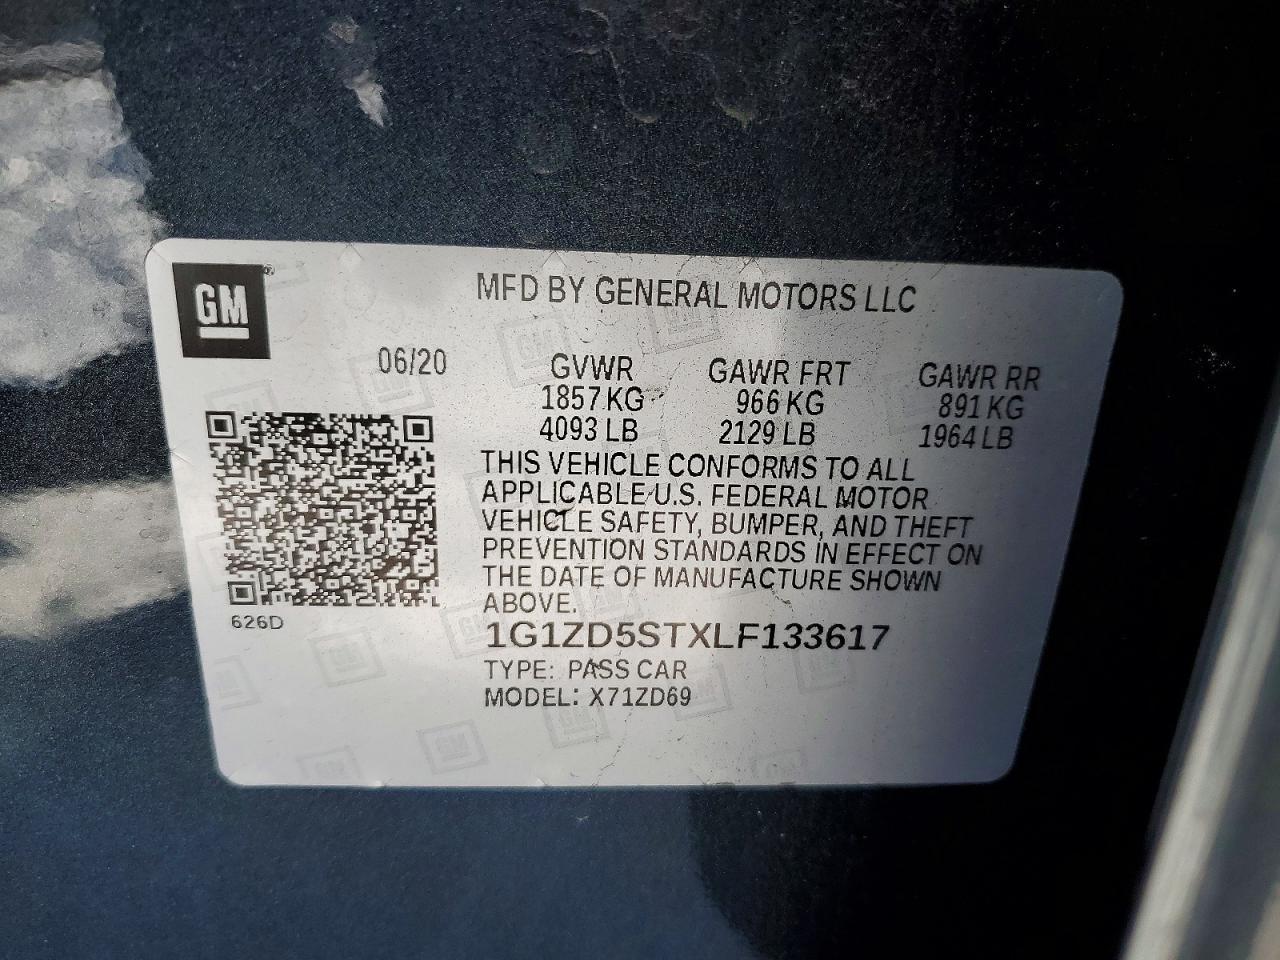 GM
MFD BY GENERAL MOTORS LLC
06/20
GVWR GAWR FRT GAWR RR
1857 KG 966 KG 891 KG
4093 LB 2129 LB 1964 LB
THIS VEHICLE CONFORMS TO ALL
APPLICABLE U.S. FEDERAL MOTOR
VEHICLE SAFETY, BUMPER, AND THEFT
PREVENTION STANDARDS IN EFFECT ON
THE DATE OF MANUFACTURE SHOWN
ABOVE.
626D
1G1ZD5STXLF133617
TYPE: PASS CAR
MODEL: X71ZD69